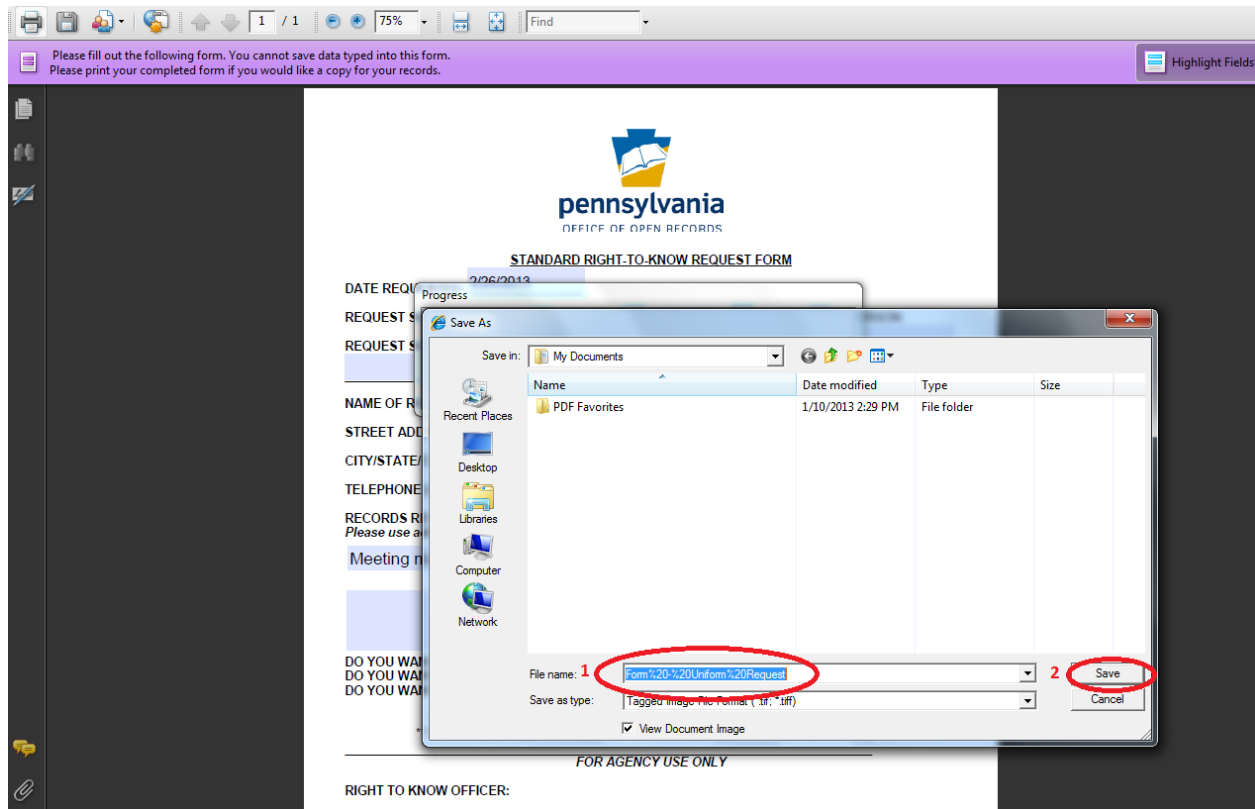 1 / 1 75% Find
Please fill out the following form. You cannot save data typed into this form.
Please print your completed form if you would like a copy for your records.
Highlight Fields
pennsylvania
OFFICE OF OPEN RECORDS
STANDARD RIGHT-TO-KNOW REQUEST FORM
DATE REQU 2/26/2013
Progress
REQUEST S
Save As
REQUEST S
Save in: My Documents
Name Date modified Type Size
PDF Favorites 1/10/2013 2:29 PM File folder
NAME OF R
Recent Places
STREET ADD
CITY/STATE/
Desktop
TELEPHONE
RECORDS R
Libraries
Please use a
Meeting
Computer
Network
DO YOU WAN
DO YOU WAN
DO YOU WAN
File name: 1 Form%20-%20Uniform%20Request 2 Save
Save as type: Tagged Image File Format (*.tif; *.tiff) Cancel
View Document Image
*
FOR AGENCY USE ONLY
RIGHT TO KNOW OFFICER: